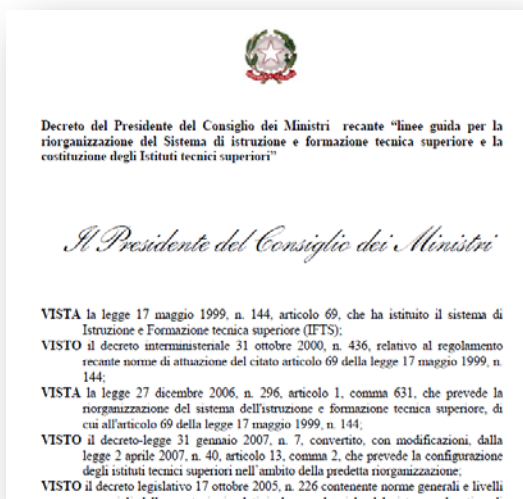 Decreto del Presidente del Consiglio dei Ministri recante “linee guida per la
riorganizzazione del Sistema di istruzione e formazione tecnica superiore e la
costituzione degli Istituti tecnici superiori”
Il Presidente del Consiglio dei Ministri
VISTA la legge 17 maggio 1999, n. 144, articolo 69, che ha istituito il sistema di
Istruzione e Formazione tecnica superiore (IFTS);
VISTO il decreto interministeriale 31 ottobre 2000, n. 436, relativo al regolamento
recante norme di attuazione del citato articolo 69 della legge 17 maggio 1999, n.
144;
VISTA la legge 27 dicembre 2006, n. 296, articolo 1, comma 631, che prevede la
riorganizzazione del sistema dell'istruzione e formazione tecnica superiore, di
cui all'articolo 69 della legge 17 maggio 1999, n. 144;
VISTO il decreto-legge 31 gennaio 2007, n. 7, convertito, con modificazioni, dalla
legge 2 aprile 2007, n. 40, articolo 13, comma 2, che prevede la configurazione
degli istituti tecnici superiori nell'ambito della predetta riorganizzazione;
VISTO il decreto legislativo 17 ottobre 2005, n. 226 contenente norme generali e livelli